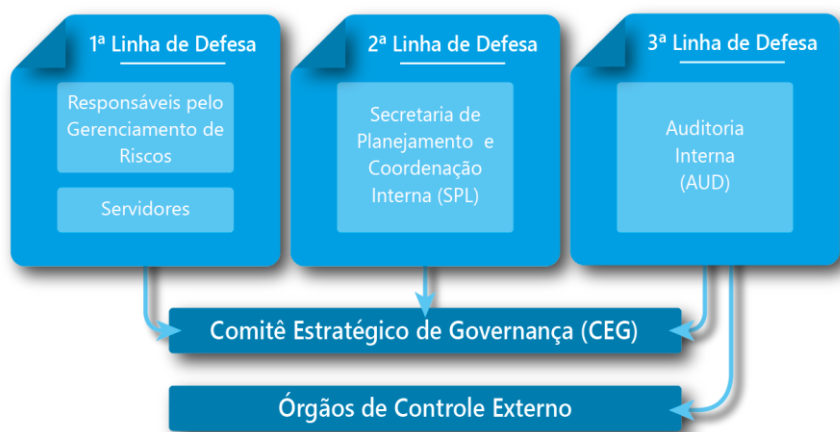 1ª Linha de Defesa
Responsáveis pelo
Gerenciamento de
Riscos
Servidores
2ª Linha de Defesa
Secretaria de
Planejamento e
Coordenação
Interna (SPL)
3ª Linha de Defesa
Auditoria
Interna
(AUD)
Comitê Estratégico de Governança (CEG)
Órgãos de Controle Externo